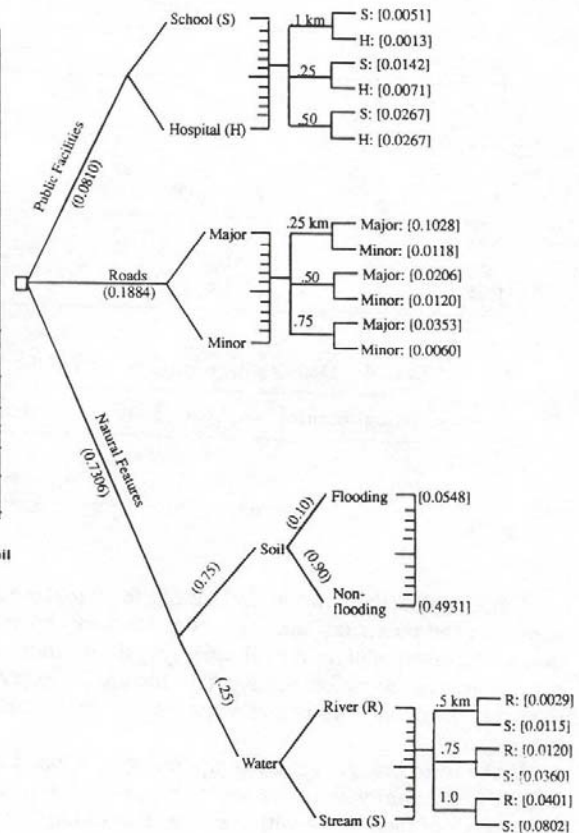 School (S)
.1 km
S: [0.0051]
H: [0.0013]
.25
S: [0.0142]
H: [0.0071]
Hospital (H)
.50
S: [0.0267]
H: [0.0267]
Public Facilities
(0.0810)
Major
.25 km
Major: [0.1028]
Minor: [0.0118]
Roads
(0.1884)
.50
Major: [0.0206]
Minor: [0.0120]
Minor
.75
Major: [0.0353]
Minor: [0.0060]
Natural Features
(0.7306)
Flooding
[0.0548]
(0.10)
Soil
(0.90)
(0.75)
Non-
flooding
[0.4931]
oil
(.25)
River (R)
.5 km
R: [0.0029]
S: [0.0115]
Water
.75
R: [0.0120]
S: [0.0360]
Stream (S)
1.0
R: [0.0401]
S: [0.0802]